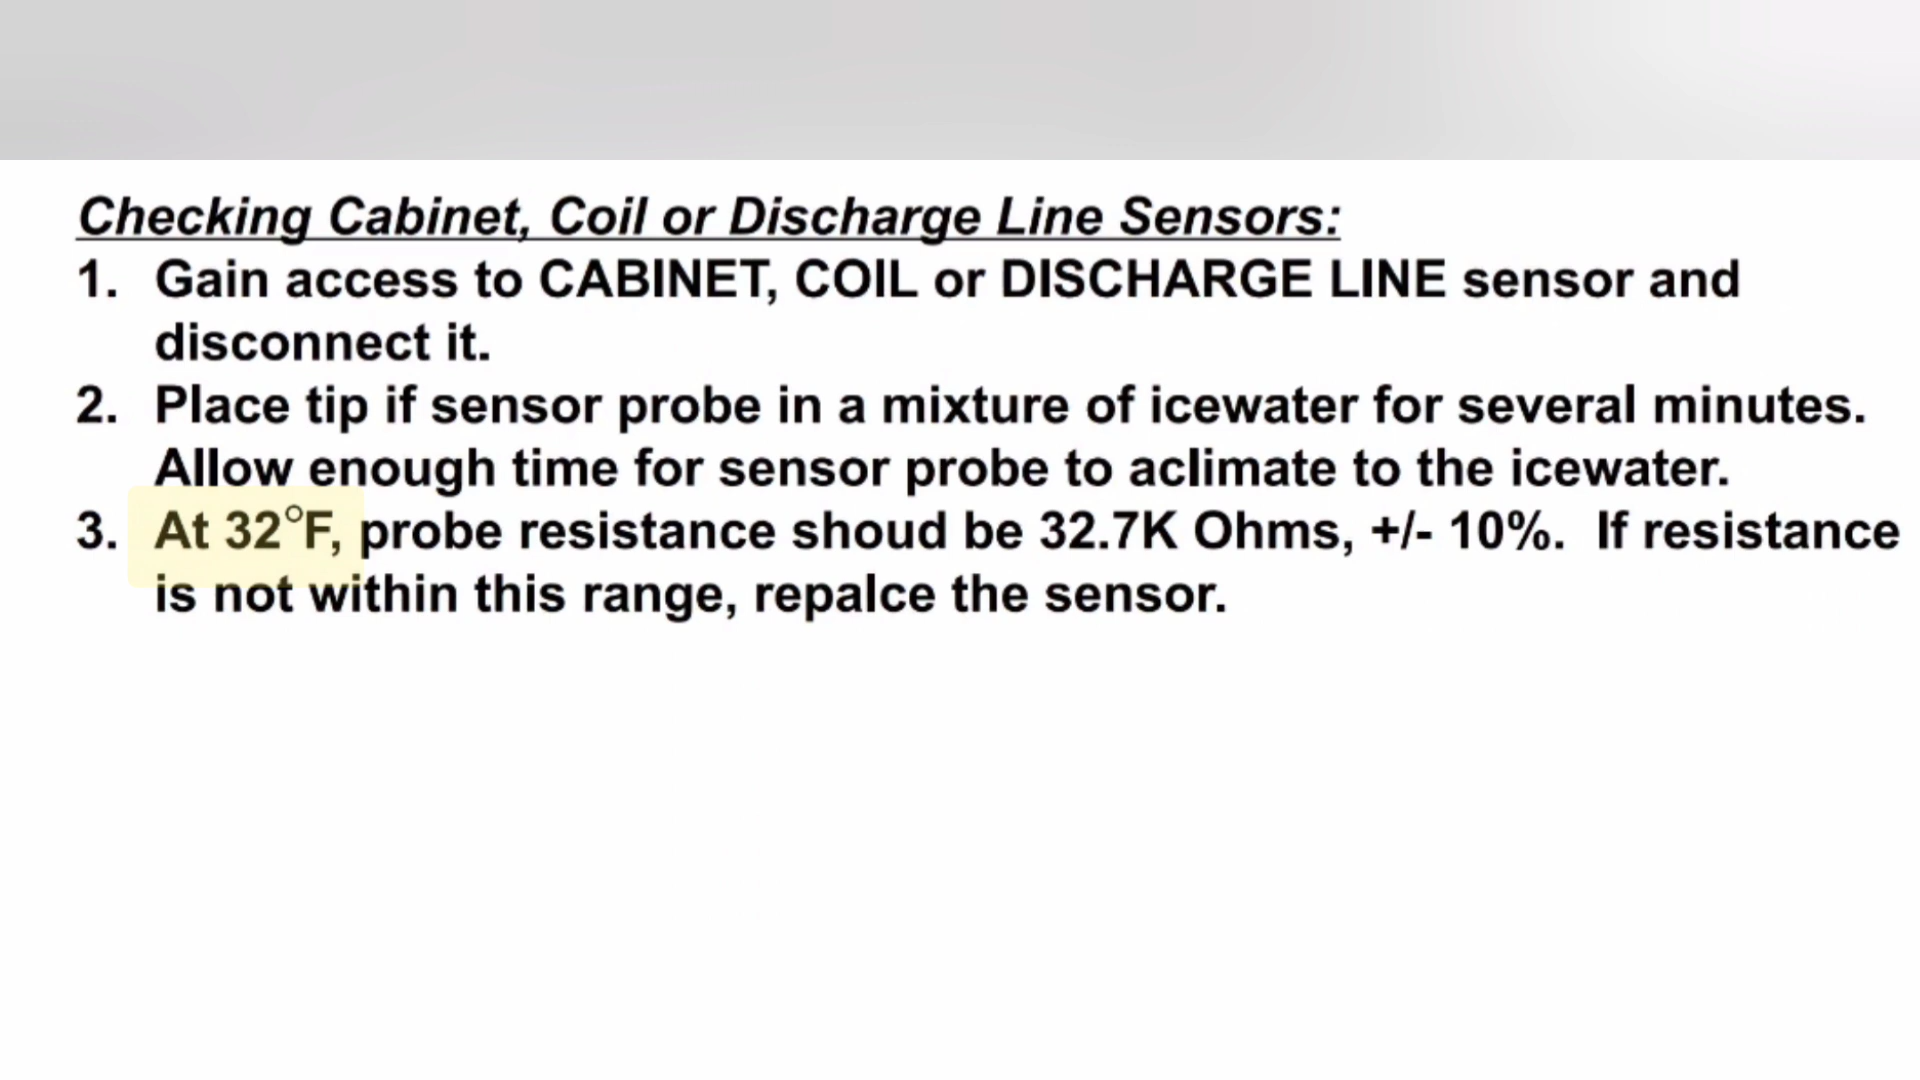 Checking Cabinet, Coil or Discharge Line Sensors:
1. Gain access to CABINET, COIL or DISCHARGE LINE sensor and
disconnect it.
2. Place tip if sensor probe in a mixture of icewater for several minutes.
Allow enough time for sensor probe to aclimate to the icewater.
3. At 32°F, probe resistance shoud be 32.7K Ohms, +/- 10%. If resistance
is not within this range, repalce the sensor.